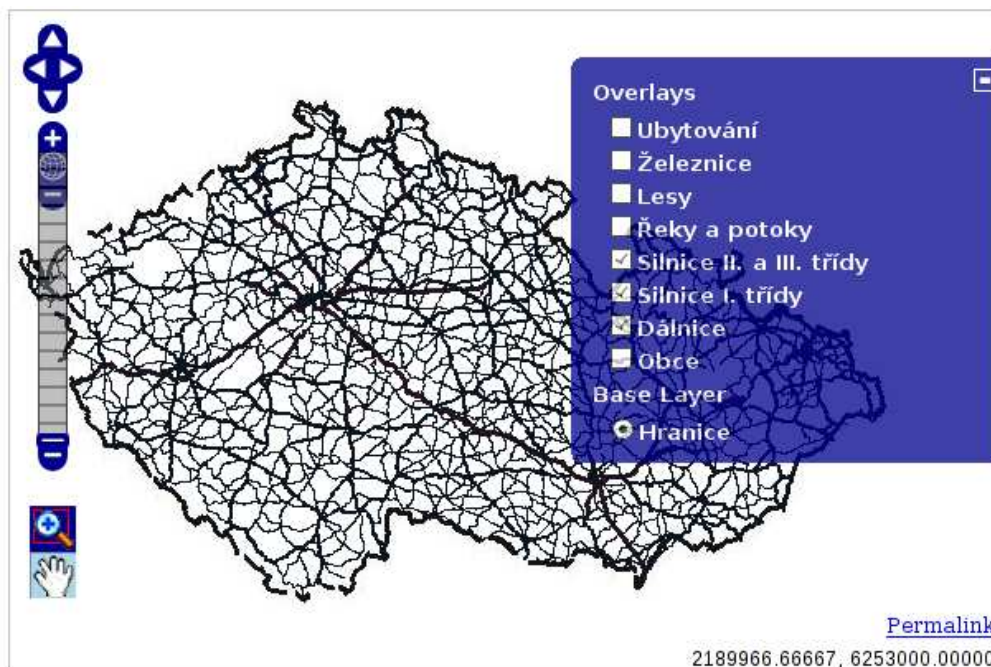 Overlays
Ubytování
Železnice
Lesy
Řeky a potoky
Silnice II. a III. třídy
Silnice I. třídy
Dálnice
Obce
Base Layer
Hranice
Permalink
2189966.66667, 6253000.00000